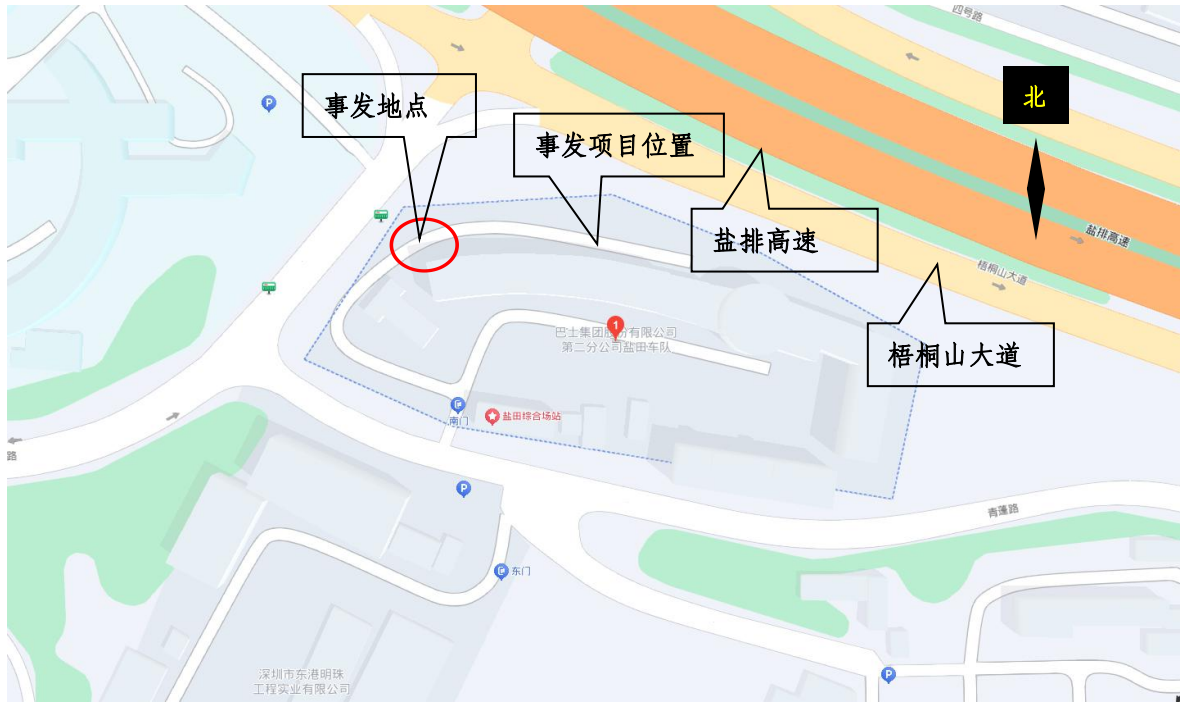 四号路
北
事发地点
事发项目位置
盐排高速
盐排高速
梧桐山大道
梧桐山大道
1
巴士集团股份有限公司
第二分公司盐田车队
南门
盐田综合场站
路
青蓬路
东门
深圳市东港明珠
工程实业有限公司
P
P
P